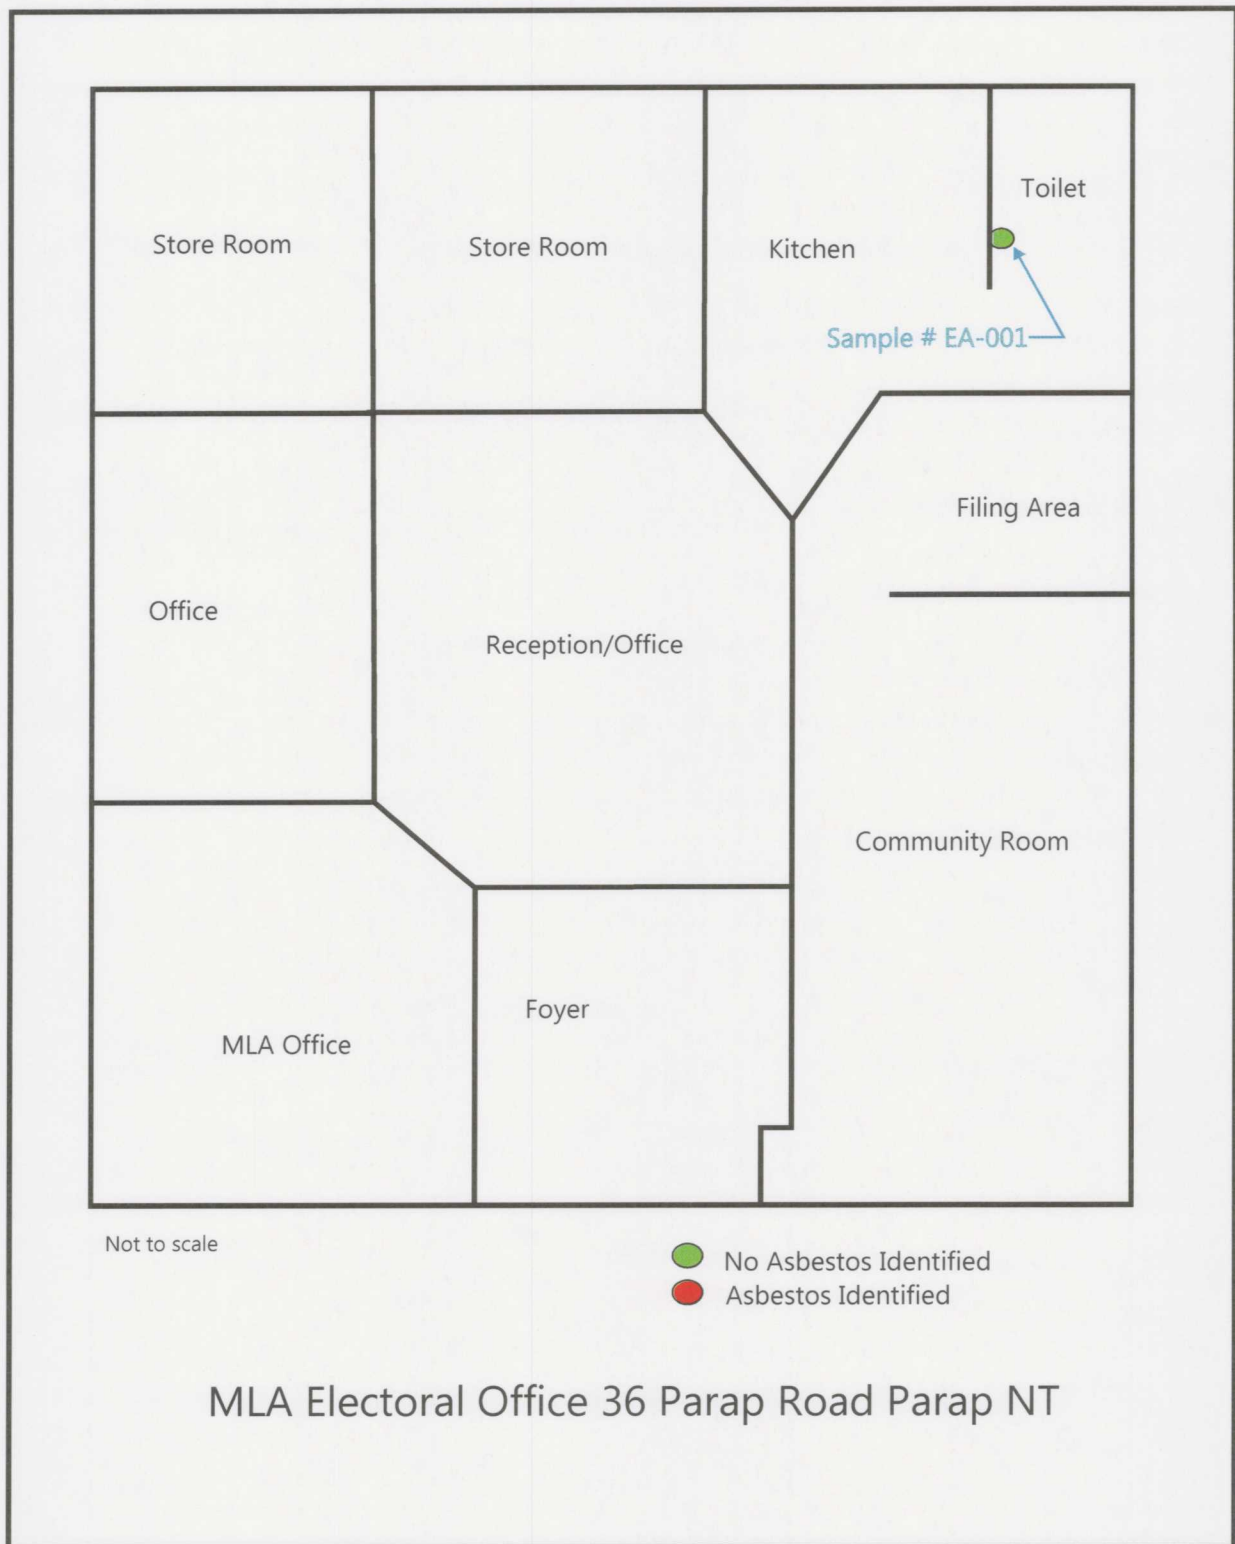 Toilet
Store Room
Store Room
Kitchen
Sample # EA-001
Filing Area
Office
Reception/Office
Community Room
Foyer
MLA Office
Not to scale
No Asbestos Identified
Asbestos Identified
MLA Electoral Office 36 Parap Road Parap NT